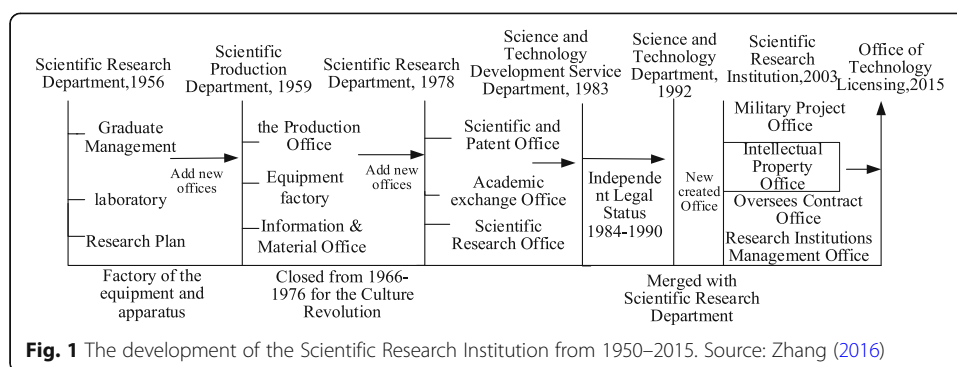 Scientific Research
Department,1956
Scientific
Production
Department, 1959
Scientific Research
Department, 1978
Science and
Technology
Development Service
Department, 1983
Science and
Technology
Department,
1992
Scientific
Research
Institution,2003
Office of
Technology
Licensing,2015
Graduate
Management
laboratory
Research Plan
Add new
offices
the Production
Office
Equipment
factory
Information &
Material Office
Add new
offices
Scientific and
Patent Office
Academic
exchange Office
Scientific
Research Office
Independe
nt Legal
Status
1984-1990
New
created
Office
Military Project
Office
Intellectual
Property
Office
Oversees Contract
Office
Research Institutions
Management Office
Factory of the
equipment and
apparatus
Closed from 1966-
1976 for the Culture
Revolution
Merged with
Scientific Research
Department
Fig. 1 The development of the Scientific Research Institution from 1950–2015. Source: Zhang (2016)